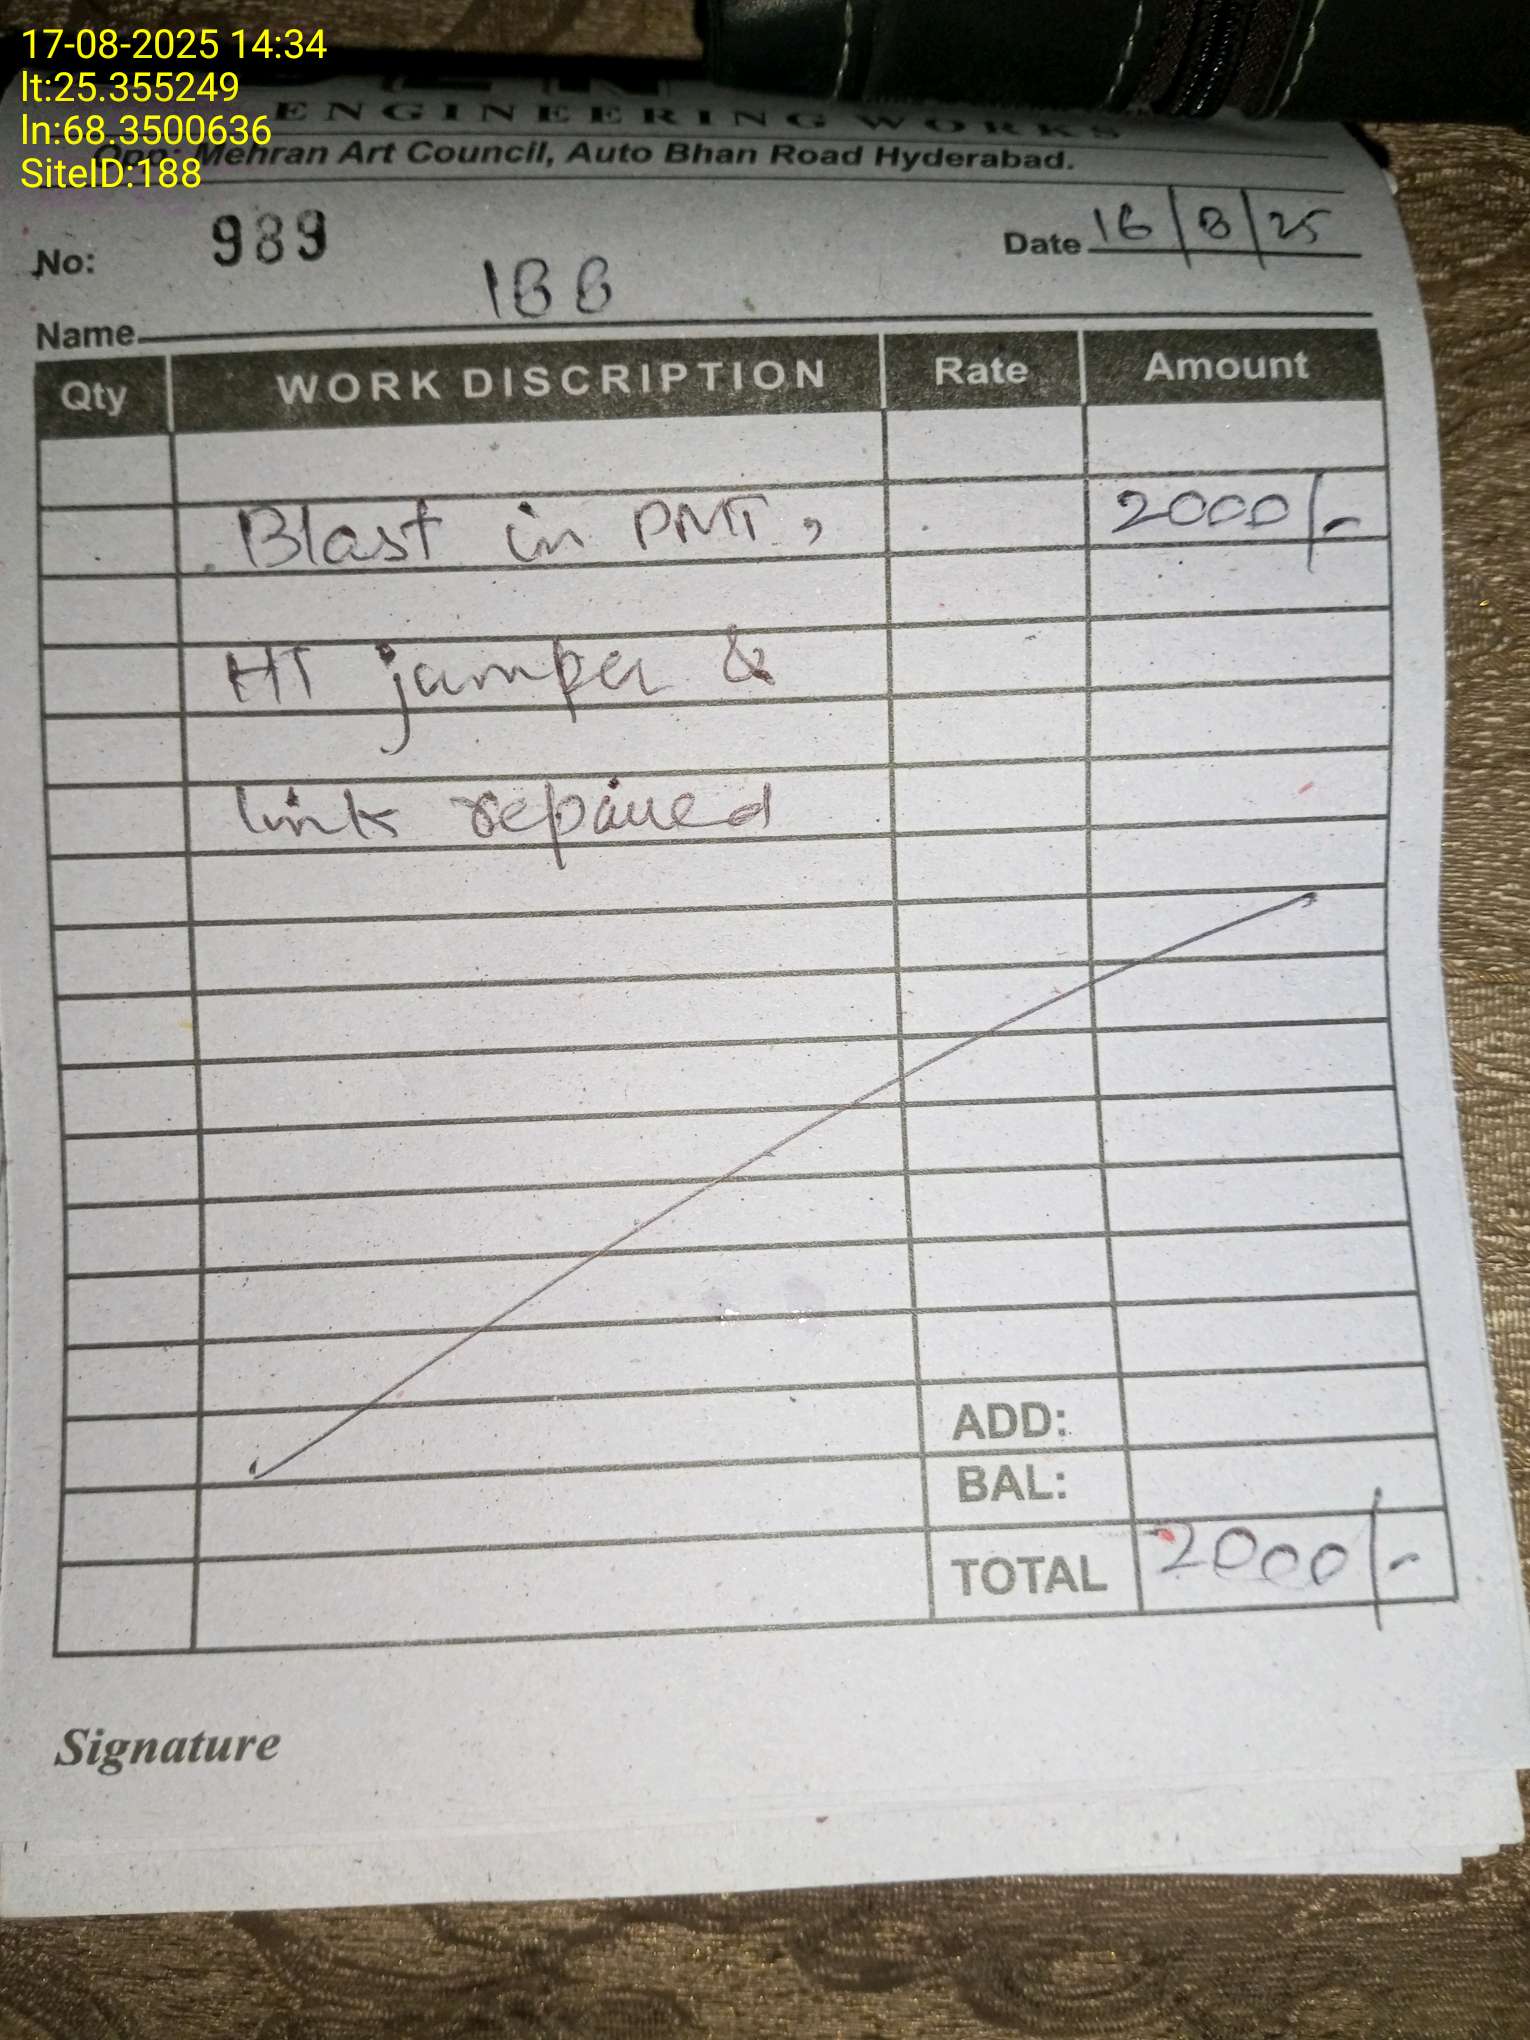 17-08-2025 14:34
lt:25.355249
ln:68.3500636
SiteID:188
ENGINEERING WORKS
Opp: Mehran Art Council, Auto Bhan Road Hyderabad.
No: 989
Date 16/8/25
Name 188
Qty WORK DISCRIPTION Rate Amount
Blast in PMT, 2000/-
HT jamper &
link repaired
ADD:
BAL:
TOTAL 2000/-
Signature